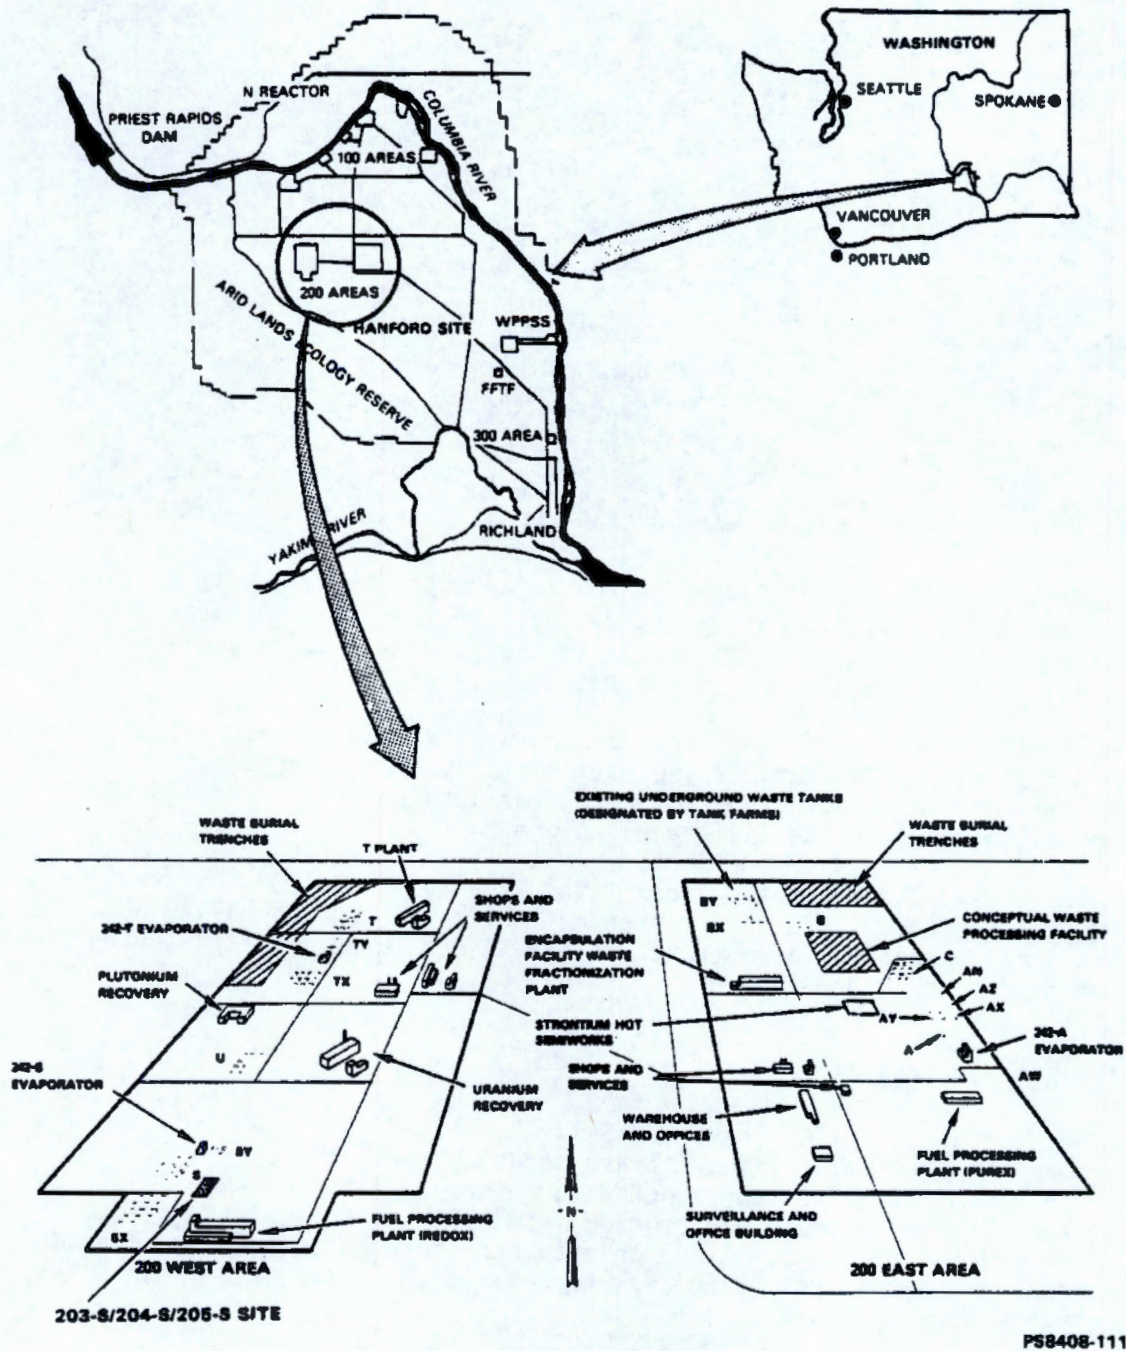 WASHINGTON
SEATTLE
SPOKANE
VANCOUVER
PORTLAND
N REACTOR
PRIEST RAPIDS
DAM
COLUMBIA RIVER
100 AREAS
200 AREAS
ARID LANDS ECOLOGY RESERVE
HANFORD SITE
WPPSS
FFTF
300 AREA
RICHLAND
YAKIMA RIVER
EXISTING UNDERGROUND WASTE TANKS
(DESIGNATED BY TANK FARMS)
WASTE BURIAL
TRENCHES
T PLANT
WASTE BURIAL
TRENCHES
SHOPS AND
SERVICES
242-T EVAPORATOR
T
TY
TX
PLUTONIUM
RECOVERY
U
242-S
EVAPORATOR
URANIUM
RECOVERY
SY
S
SX
FUEL PROCESSING
PLANT (REDOX)
200 WEST AREA
203-S/204-S/205-S SITE
BY
BX
B
ENCAPSULATION
FACILITY WASTE
FRACTIONIZATION
PLANT
CONCEPTUAL WASTE
PROCESSING FACILITY
C
AN
AZ
AX
AY
A
STRONTIUM HOT
SEMIWORKS
242-A
EVAPORATOR
AW
SHOPS AND
SERVICES
WAREHOUSE
AND OFFICES
FUEL PROCESSING
PLANT (PUREX)
SURVEILLANCE AND
OFFICE BUILDING
N
200 EAST AREA
PS8408-111